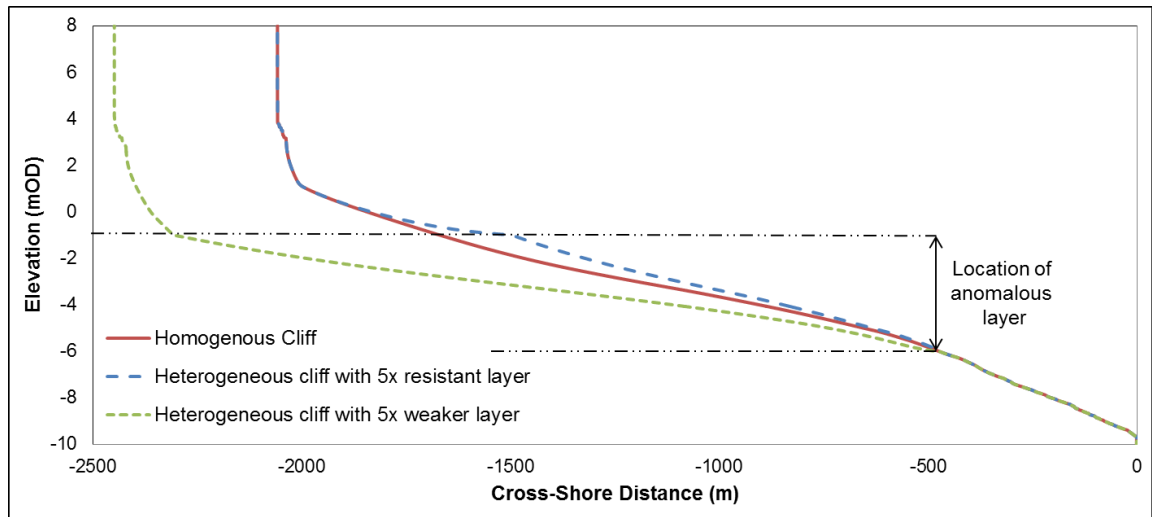 8
6
4
2
0
-2
-4
-6
-8
-10
Elevation (mOD)
Location of
anomalous
layer
Homogenous Cliff
Heterogeneous cliff with 5x resistant layer
Heterogeneous cliff with 5x weaker layer
-2500 -2000 -1500 -1000 -500 0
Cross-Shore Distance (m)